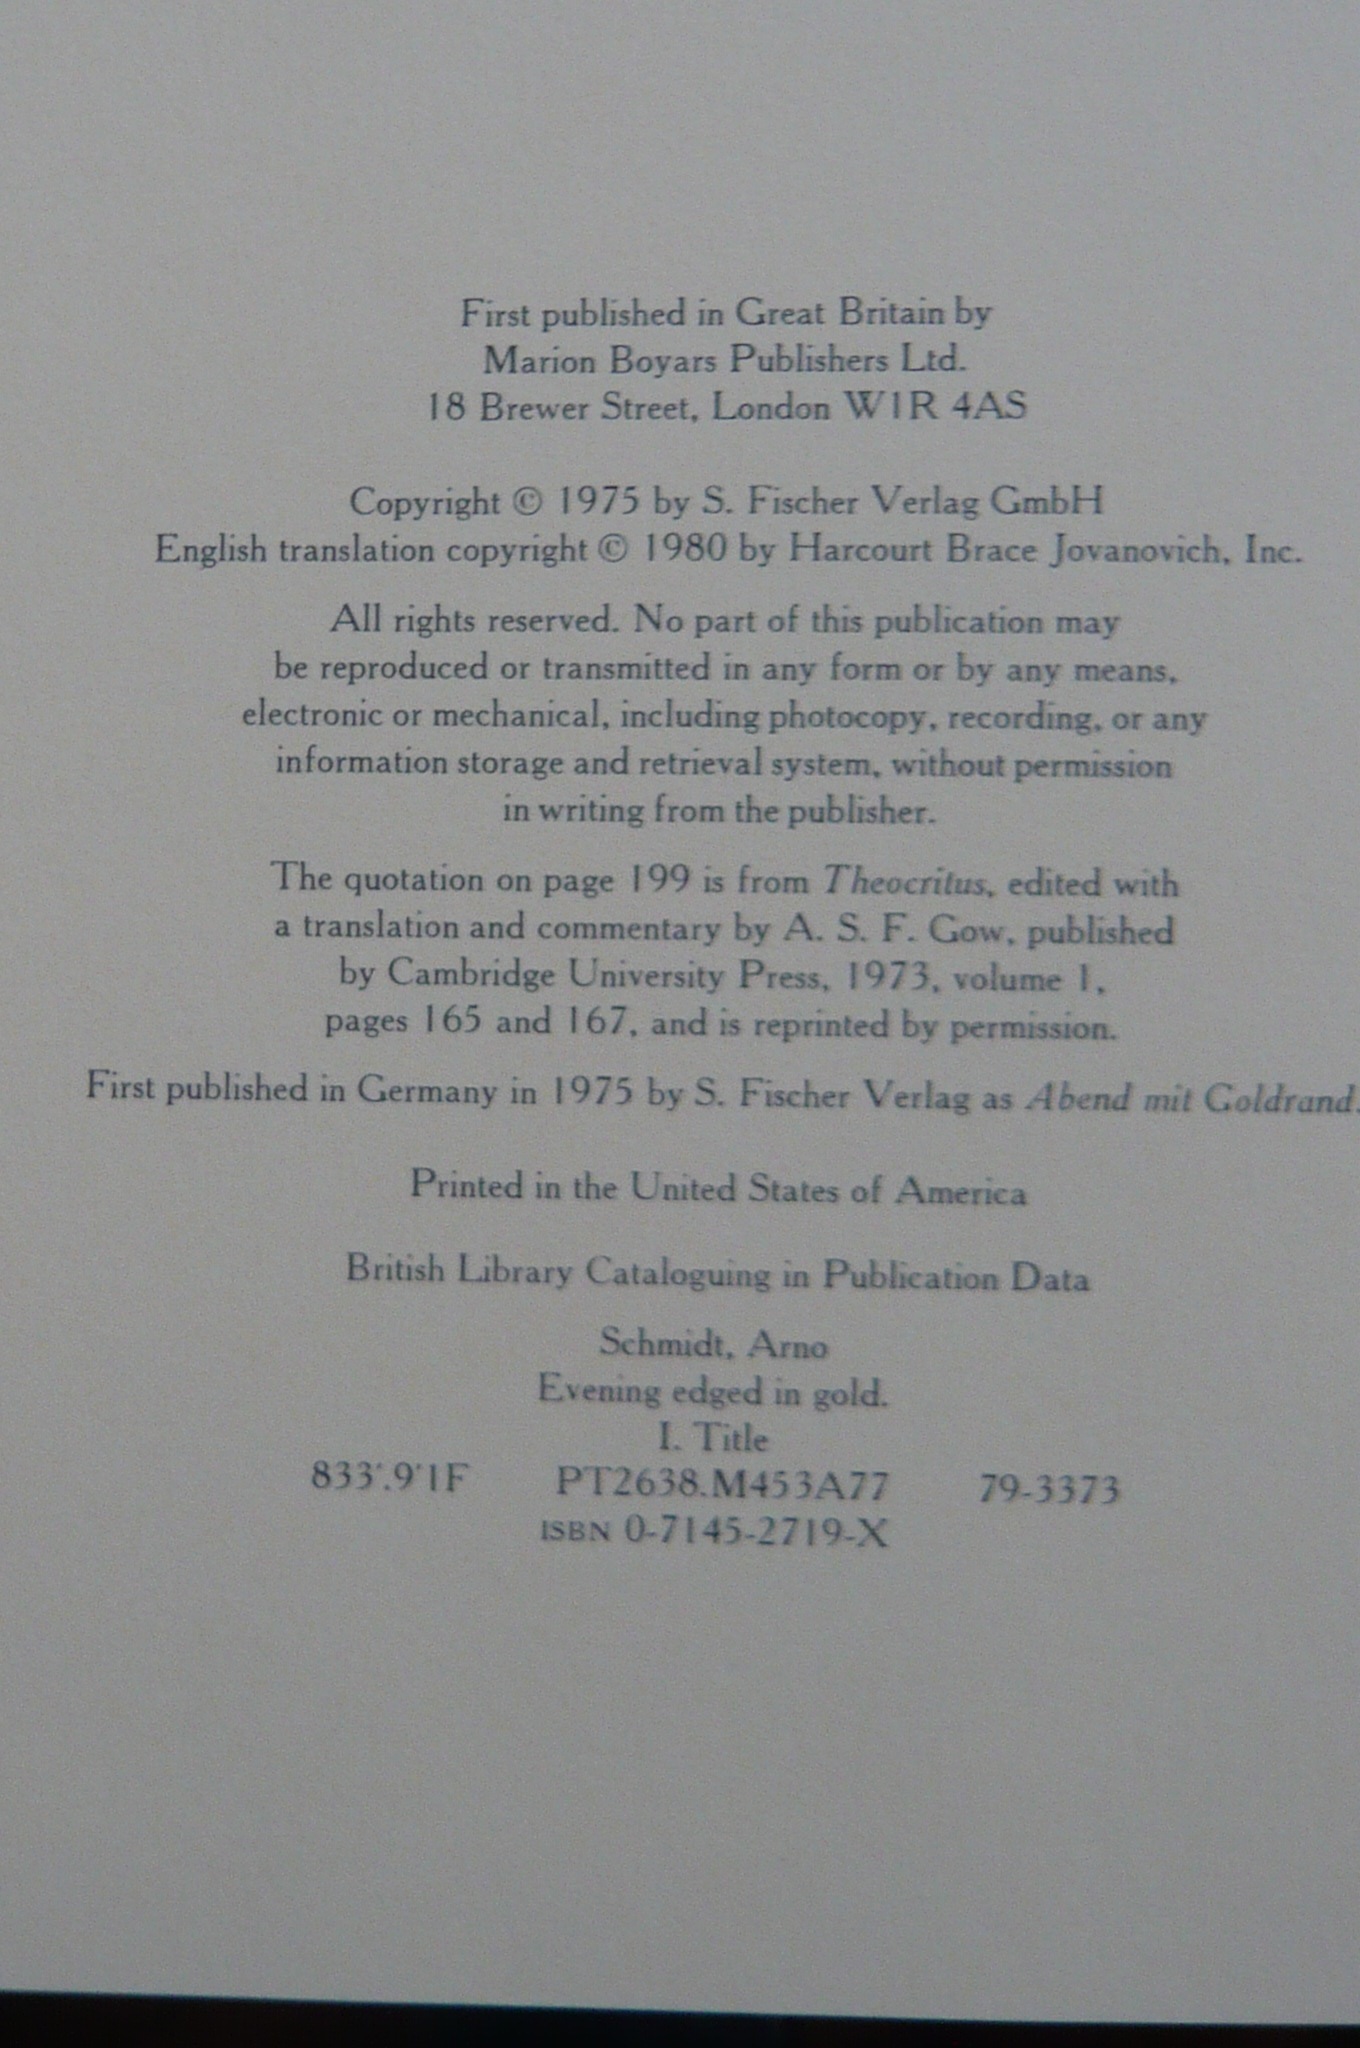 First published in Great Britain by
Marion Boyars Publishers Ltd.
18 Brewer Street, London W1R 4AS
Copyright © 1975 by S. Fischer Verlag GmbH
English translation copyright © 1980 by Harcourt Brace Jovanovich, Inc.
All rights reserved. No part of this publication may
be reproduced or transmitted in any form or by any means,
electronic or mechanical, including photocopy, recording, or any
information storage and retrieval system, without permission
in writing from the publisher.
The quotation on page 199 is from Theocritus, edited with
a translation and commentary by A. S. F. Gow, published
by Cambridge University Press, 1973, volume 1,
pages 165 and 167, and is reprinted by permission.
First published in Germany in 1975 by S. Fischer Verlag as Abend mit Goldrand.
Printed in the United States of America
British Library Cataloguing in Publication Data
Schmidt, Arno
Evening edged in gold.
I. Title
833'.9'1F PT2638.M453A77 79-3373
ISBN 0-7145-2719-X